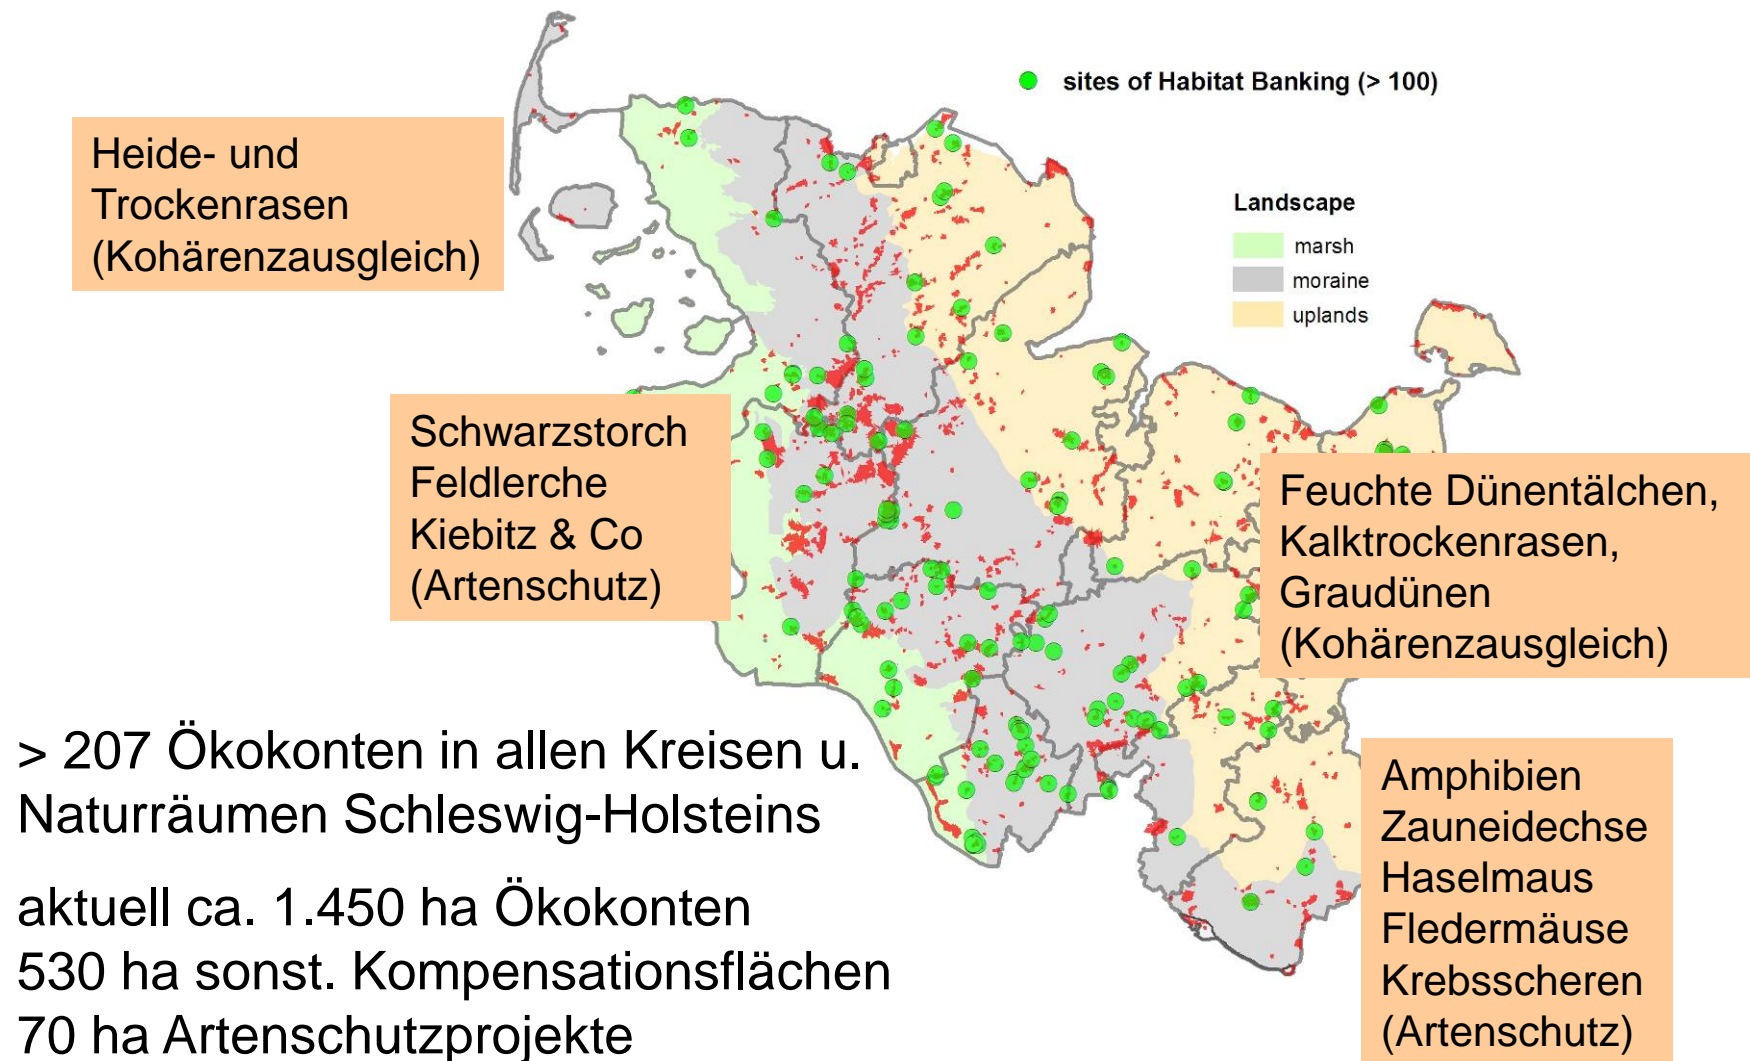 sites of Habitat Banking (> 100)
Heide- und
Trockenrasen
(Kohärenzausgleich)
Landscape
marsh
moraine
uplands
Schwarzstorch
Feldlerche
Kiebitz & Co
(Artenschutz)
Feuchte Dünentälchen,
Kalktrockenrasen,
Graudünen
(Kohärenzausgleich)
> 207 Ökokonten in allen Kreisen u.
Naturräumen Schleswig-Holsteins
aktuell ca. 1.450 ha Ökokonten
530 ha sonst. Kompensationsflächen
70 ha Artenschutzprojekte
Amphibien
Zauneidechse
Haselmaus
Fledermäuse
Krebsscheren
(Artenschutz)